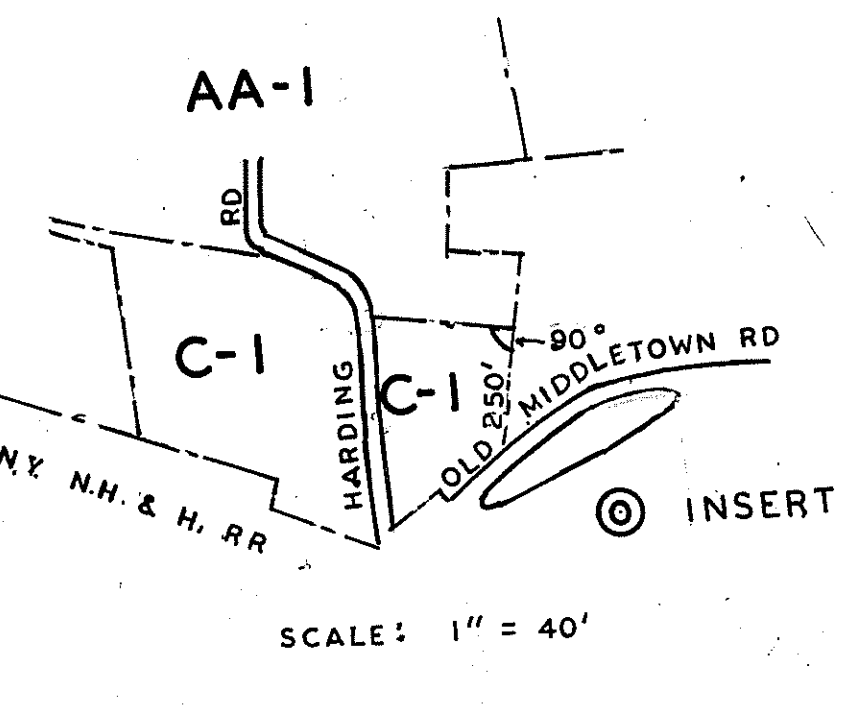 AA-1
RD
C-1
HARDING
C-1
250'
90°
OLD MIDDLETOWN RD
N.Y. N.H. & H. RR
INSERT
SCALE: 1" = 40'